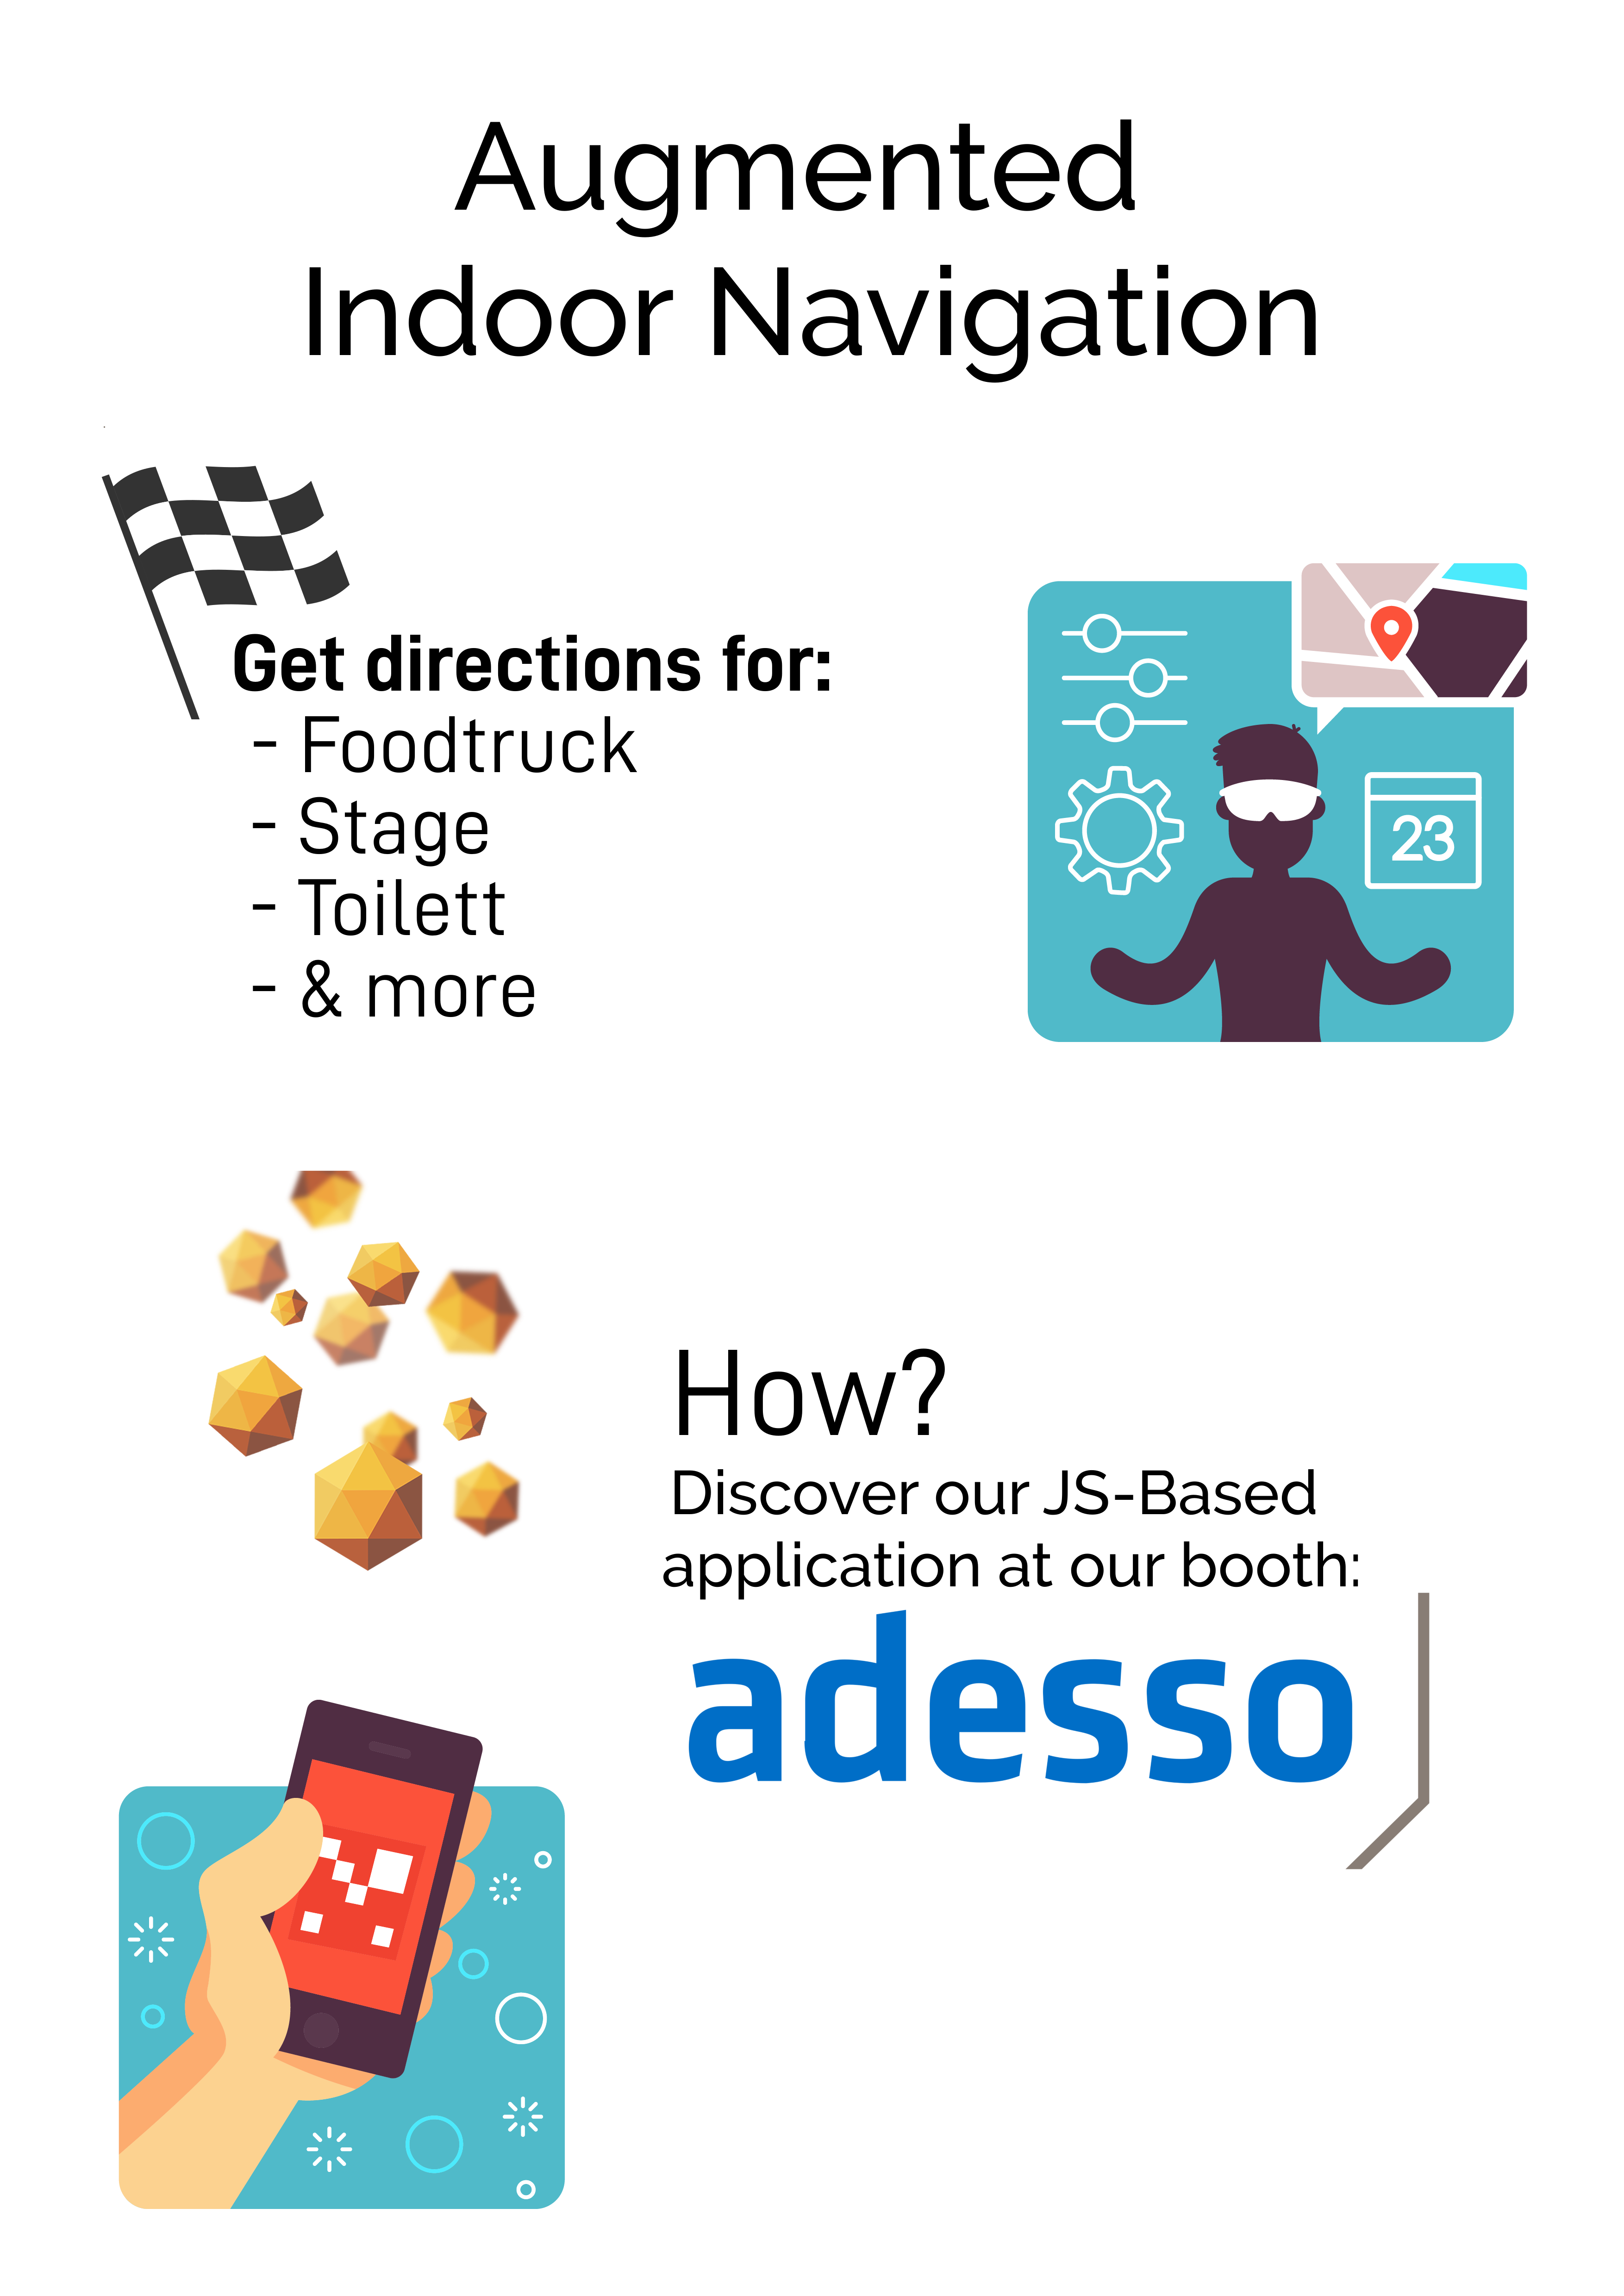 Augmented
Indoor Navigation
Get directions for:
- Foodtruck
- Stage
- Toilett
- & more
23
How?
Discover our JS-Based
application at our booth:
adesso